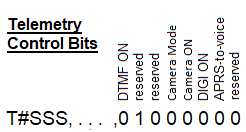 Telemetry
Control Bits
DTMF ON
reserved
reserved
Camera Mode
Camera ON
DIGI ON
APRS-to-voice
reserved
T#SSS, . . . ,01000000